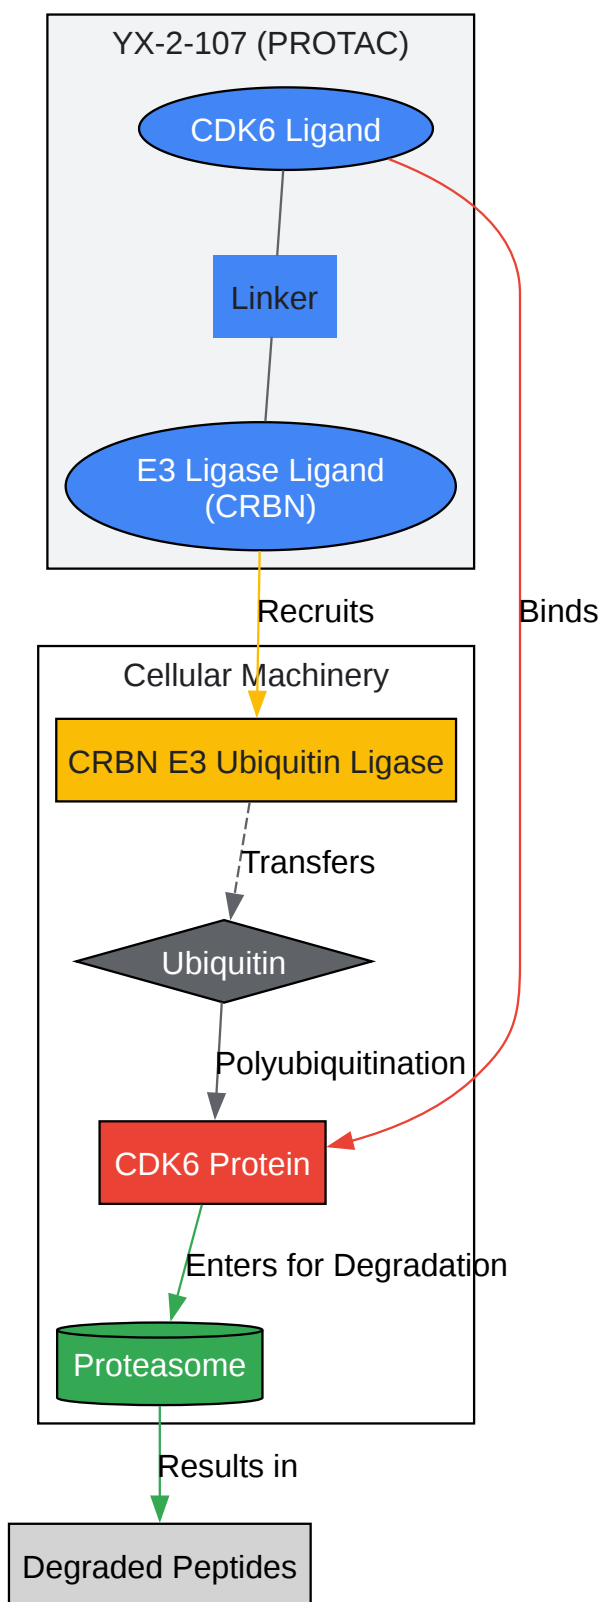 YX-2-107 (PROTAC)
CDK6 Ligand
Linker
E3 Ligase Ligand
(CRBN)
Recruits
Binds
Cellular Machinery
CRBN E3 Ubiquitin Ligase
Transfers
Ubiquitin
Polyubiquitination
CDK6 Protein
Enters for Degradation
Proteasome
Results in
Degraded Peptides